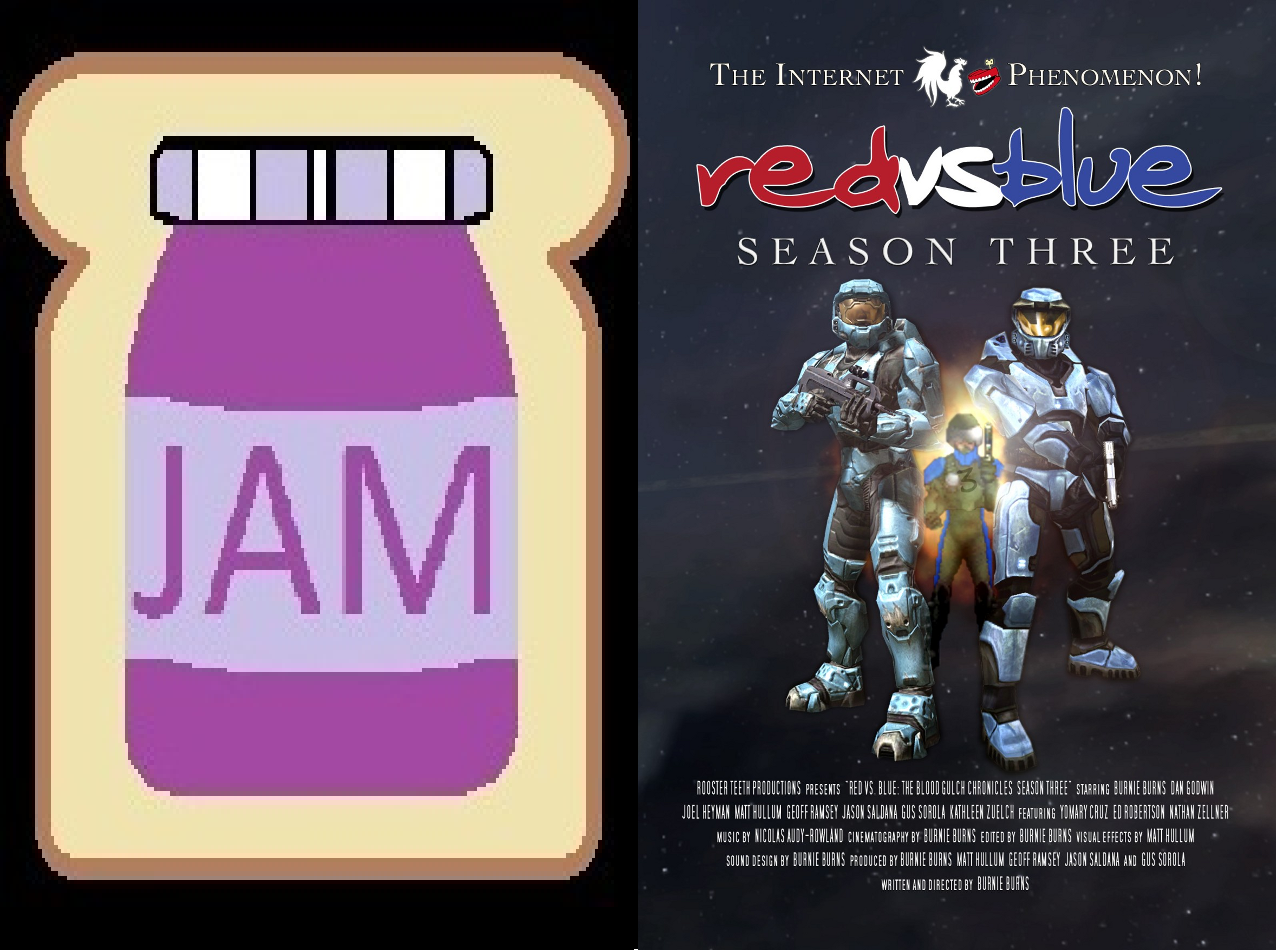 JAM
The Internet Phenomenon!
red vs blue
SEASON THREE
ROOSTER TEETH PRODUCTIONS PRESENTS "RED VS. BLUE: THE BLOOD GULCH CHRONICLES SEASON THREE" STARRING BURNIE BURNS DAN GODWIN
JOEL HEYMAN MATT HULLUM GEOFF RAMSEY JASON SALDANA GUS SOROLA KATHLEEN ZUELCH FEATURING YOMARY CRUZ ED ROBERTSON NATHAN ZELLNER
MUSIC BY NICOLAS AUDY-ROWLAND CINEMATOGRAPHY BY BURNIE BURNS EDITED BY BURNIE BURNS VISUAL EFFECTS BY MATT HULLUM
SOUND DESIGN BY BURNIE BURNS PRODUCED BY BURNIE BURNS MATT HULLUM GEOFF RAMSEY JASON SALDANA AND GUS SOROLA
WRITTEN AND DIRECTED BY BURNIE BURNS
3